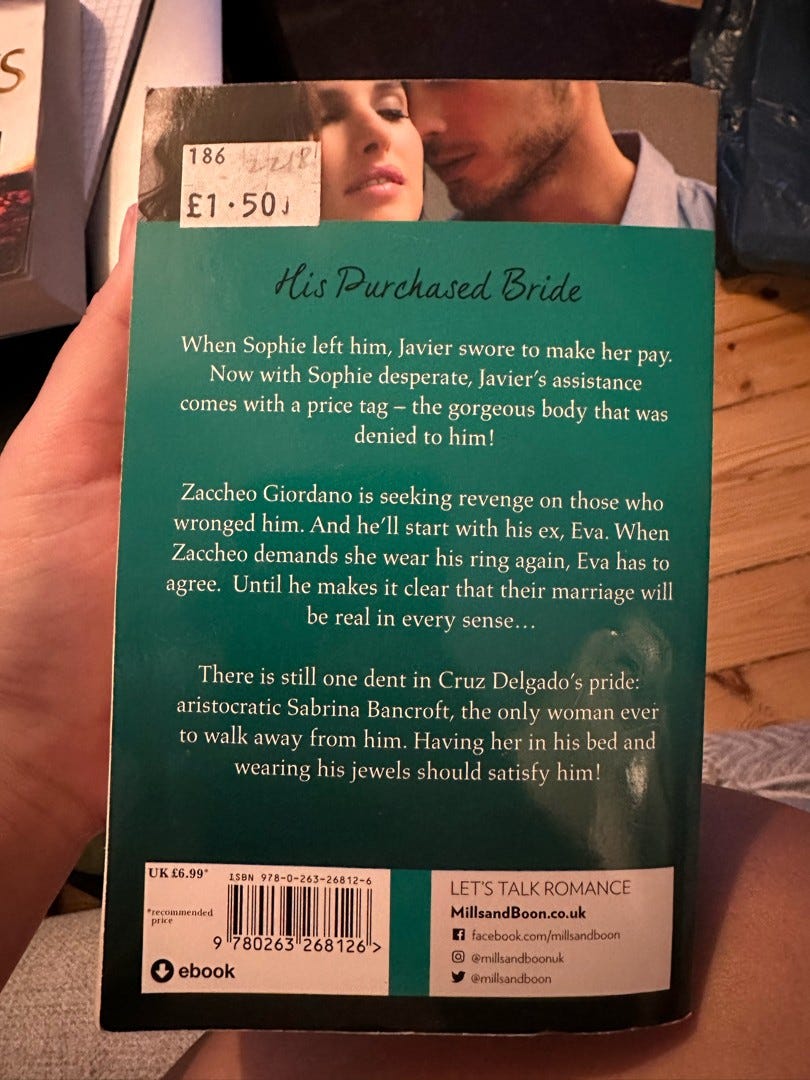 S
186
£1·50
His Purchased Bride
When Sophie left him, Javier swore to make her pay.
Now with Sophie desperate, Javier's assistance
comes with a price tag – the gorgeous body that was
denied to him!
Zaccheo Giordano is seeking revenge on those who
wronged him. And he'll start with his ex, Eva. When
Zaccheo demands she wear his ring again, Eva has to
agree. Until he makes it clear that their marriage will
be real in every sense...
There is still one dent in Cruz Delgado's pride:
aristocratic Sabrina Bancroft, the only woman ever
to walk away from him. Having her in his bed and
wearing his jewels should satisfy him!
UK £6.99*
*recommended
price
ISBN 978-0-263-26812-6
9 780263 268126 >
ebook
LET'S TALK ROMANCE
MillsandBoon.co.uk
facebook.com/millsandboon
@millsandboonuk
@millsandboon